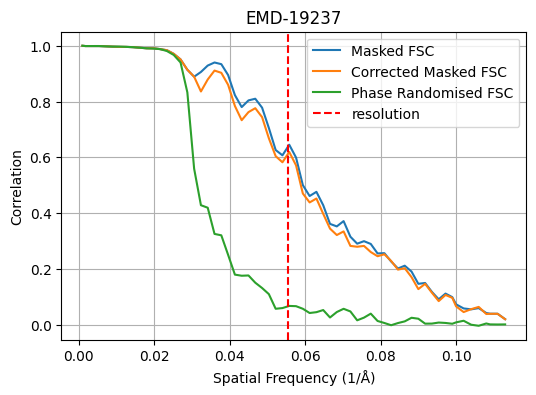 EMD-19237
Masked FSC
Corrected Masked FSC
Phase Randomised FSC
resolution
Correlation
1.0
0.8
0.6
0.4
0.2
0.0
0.00 0.02 0.04 0.06 0.08 0.10
Spatial Frequency (1/Å)